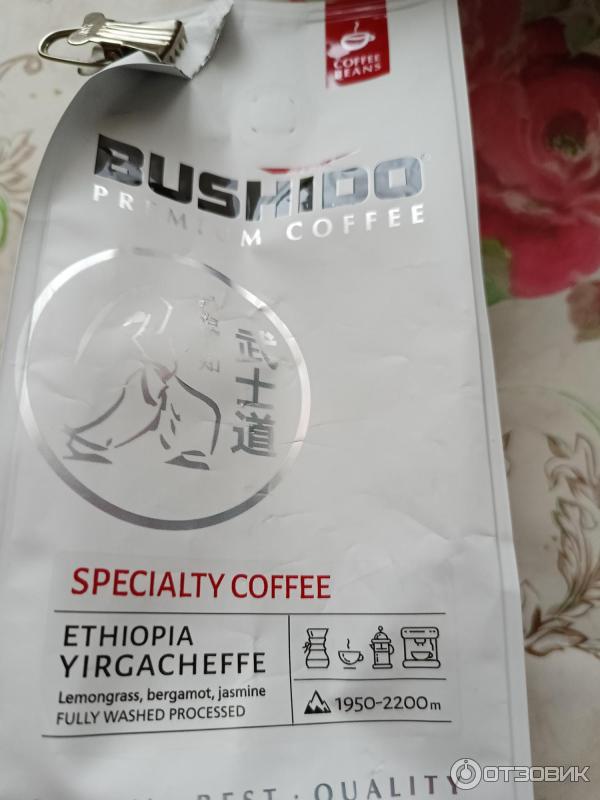 COFFEE
BEANS
BUSHIDO
PREMIUM COFFEE
武士道
SPECIALTY COFFEE
ETHIOPIA
YIRGACHEFFE
Lemongrass, bergamot, jasmine
FULLY WASHED PROCESSED
1950-2200m
BEST · QUALITY
ОТЗОВИК